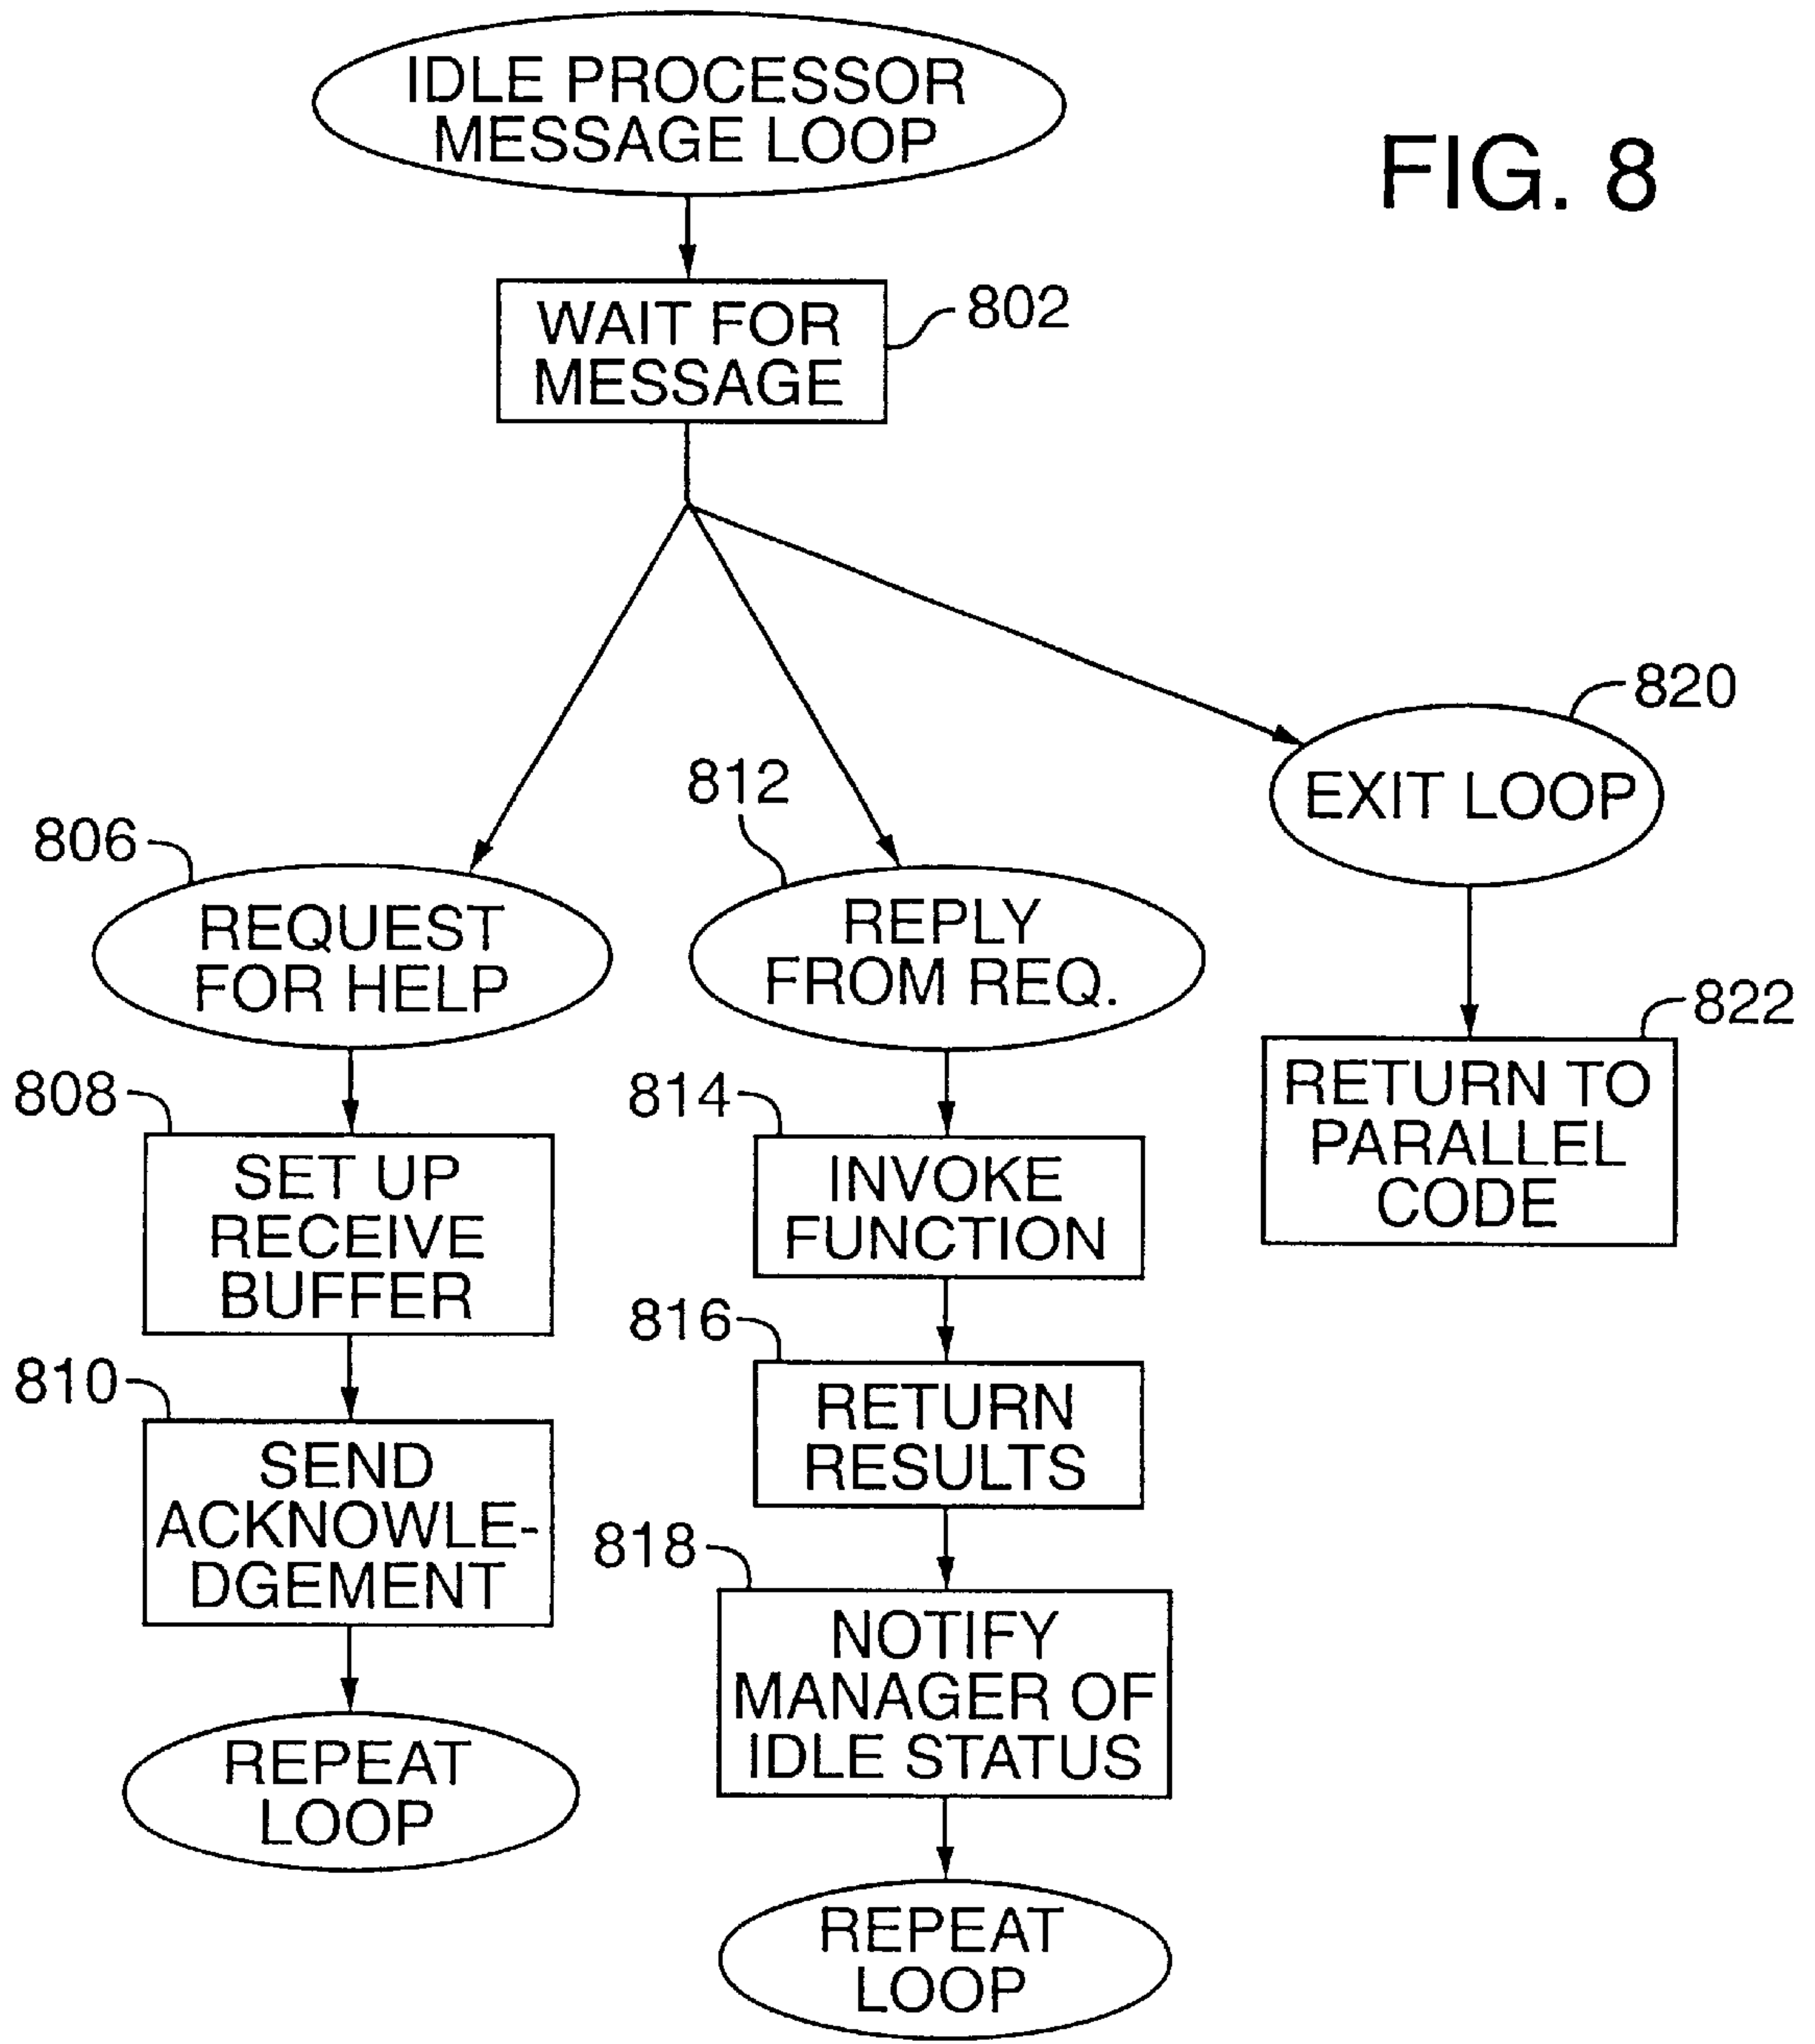 IDLE PROCESSOR
MESSAGE LOOP
FIG. 8
WAIT FOR
MESSAGE
802
820
EXIT LOOP
812
806
REQUEST
FOR HELP
REPLY
FROM REQ.
822
RETURN TO
PARALLEL
CODE
808
SET UP
RECEIVE
BUFFER
814
INVOKE
FUNCTION
816
RETURN
RESULTS
810
SEND
ACKNOWLE-
DGEMENT
818
NOTIFY
MANAGER OF
IDLE STATUS
REPEAT
LOOP
REPEAT
LOOP